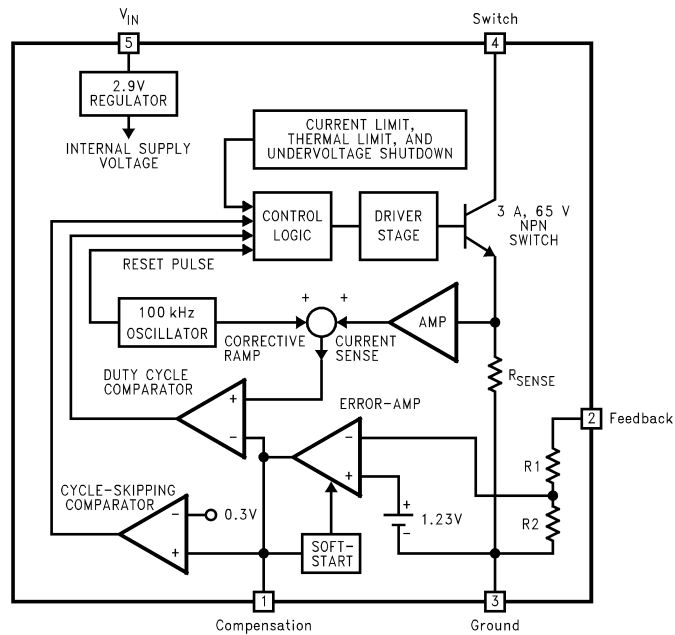 VIN
5
Switch
4
2.9V
REGULATOR
INTERNAL SUPPLY
VOLTAGE
CURRENT LIMIT,
THERMAL LIMIT, AND
UNDERVOLTAGE SHUTDOWN
CONTROL
LOGIC
DRIVER
STAGE
3 A, 65 V
NPN
SWITCH
RESET PULSE
100 kHz
OSCILLATOR
+
+
CORRECTIVE
RAMP
CURRENT
SENSE
AMP
RSENSE
DUTY CYCLE
COMPARATOR
+
-
ERROR-AMP
-
+
2
Feedback
R1
R2
CYCLE-SKIPPING
COMPARATOR
-
0.3V
+
SOFT-
START
+
1.23V
-
1
Compensation
3
Ground